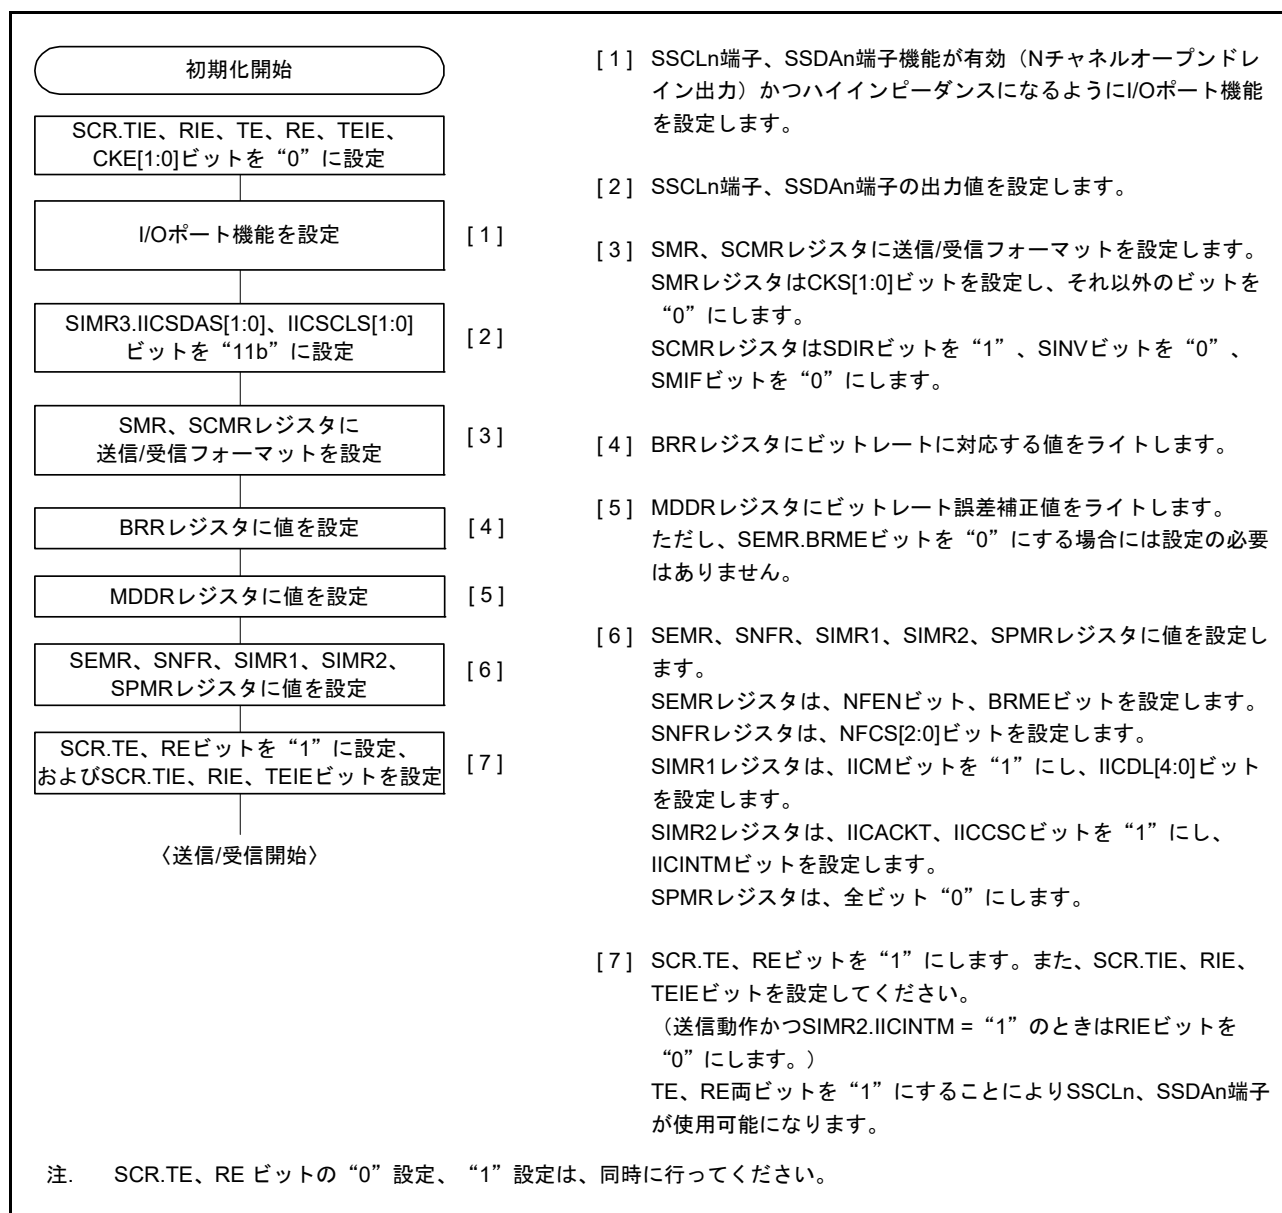 初期化開始
SCR.TIE、RIE、TE、RE、TEIE、
CKE[1:0]ビットを“0”に設定
I/Oポート機能を設定
[ 1 ]
SIMR3.IICSDAS[1:0]、IICSCLS[1:0]
ビットを“11b”に設定
[ 2 ]
SMR、SCMRレジスタに
送信/受信フォーマットを設定
[ 3 ]
BRRレジスタに値を設定
[ 4 ]
MDDRレジスタに値を設定
[ 5 ]
SEMR、SNFR、SIMR1、SIMR2、
SPMRレジスタに値を設定
[ 6 ]
SCR.TE、REビットを“1”に設定、
およびSCR.TIE、RIE、TEIEビットを設定
[ 7 ]
〈送信/受信開始〉
[ 1 ] SSCLn端子、SSDAn端子機能が有効（Nチャネルオープンドレ
イン出力）かつハイインピーダンスになるようにI/Oポート機能
を設定します。
[ 2 ] SSCLn端子、SSDAn端子の出力値を設定します。
[ 3 ] SMR、SCMRレジスタに送信/受信フォーマットを設定します。
SMRレジスタはCKS[1:0]ビットを設定し、それ以外のビットを
“0”にします。
SCMRレジスタはSDIRビットを“1”、SINVビットを“0”、
SMIFビットを“0”にします。
[ 4 ] BRRレジスタにビットレートに対応する値をライトします。
[ 5 ] MDDRレジスタにビットレート誤差補正値をライトします。
ただし、SEMR.BRMEビットを“0”にする場合には設定の必要
はありません。
[ 6 ] SEMR、SNFR、SIMR1、SIMR2、SPMRレジスタに値を設定し
ます。
SEMRレジスタは、NFENビット、BRMEビットを設定します。
SNFRレジスタは、NFCS[2:0]ビットを設定します。
SIMR1レジスタは、IICMビットを“1”にし、IICDL[4:0]ビット
を設定します。
SIMR2レジスタは、IICACKT、IICCSCビットを“1”にし、
IICINTMビットを設定します。
SPMRレジスタは、全ビット“0”にします。
[ 7 ] SCR.TE、REビットを“1”にします。また、SCR.TIE、RIE、
TEIEビットを設定してください。
（送信動作かつSIMR2.IICINTM =“1”のときはRIEビットを
“0”にします。）
TE、RE両ビットを“1”にすることによりSSCLn、SSDAn端子
が使用可能になります。
注. SCR.TE、RE ビットの“0”設定、“1”設定は、同時に行ってください。